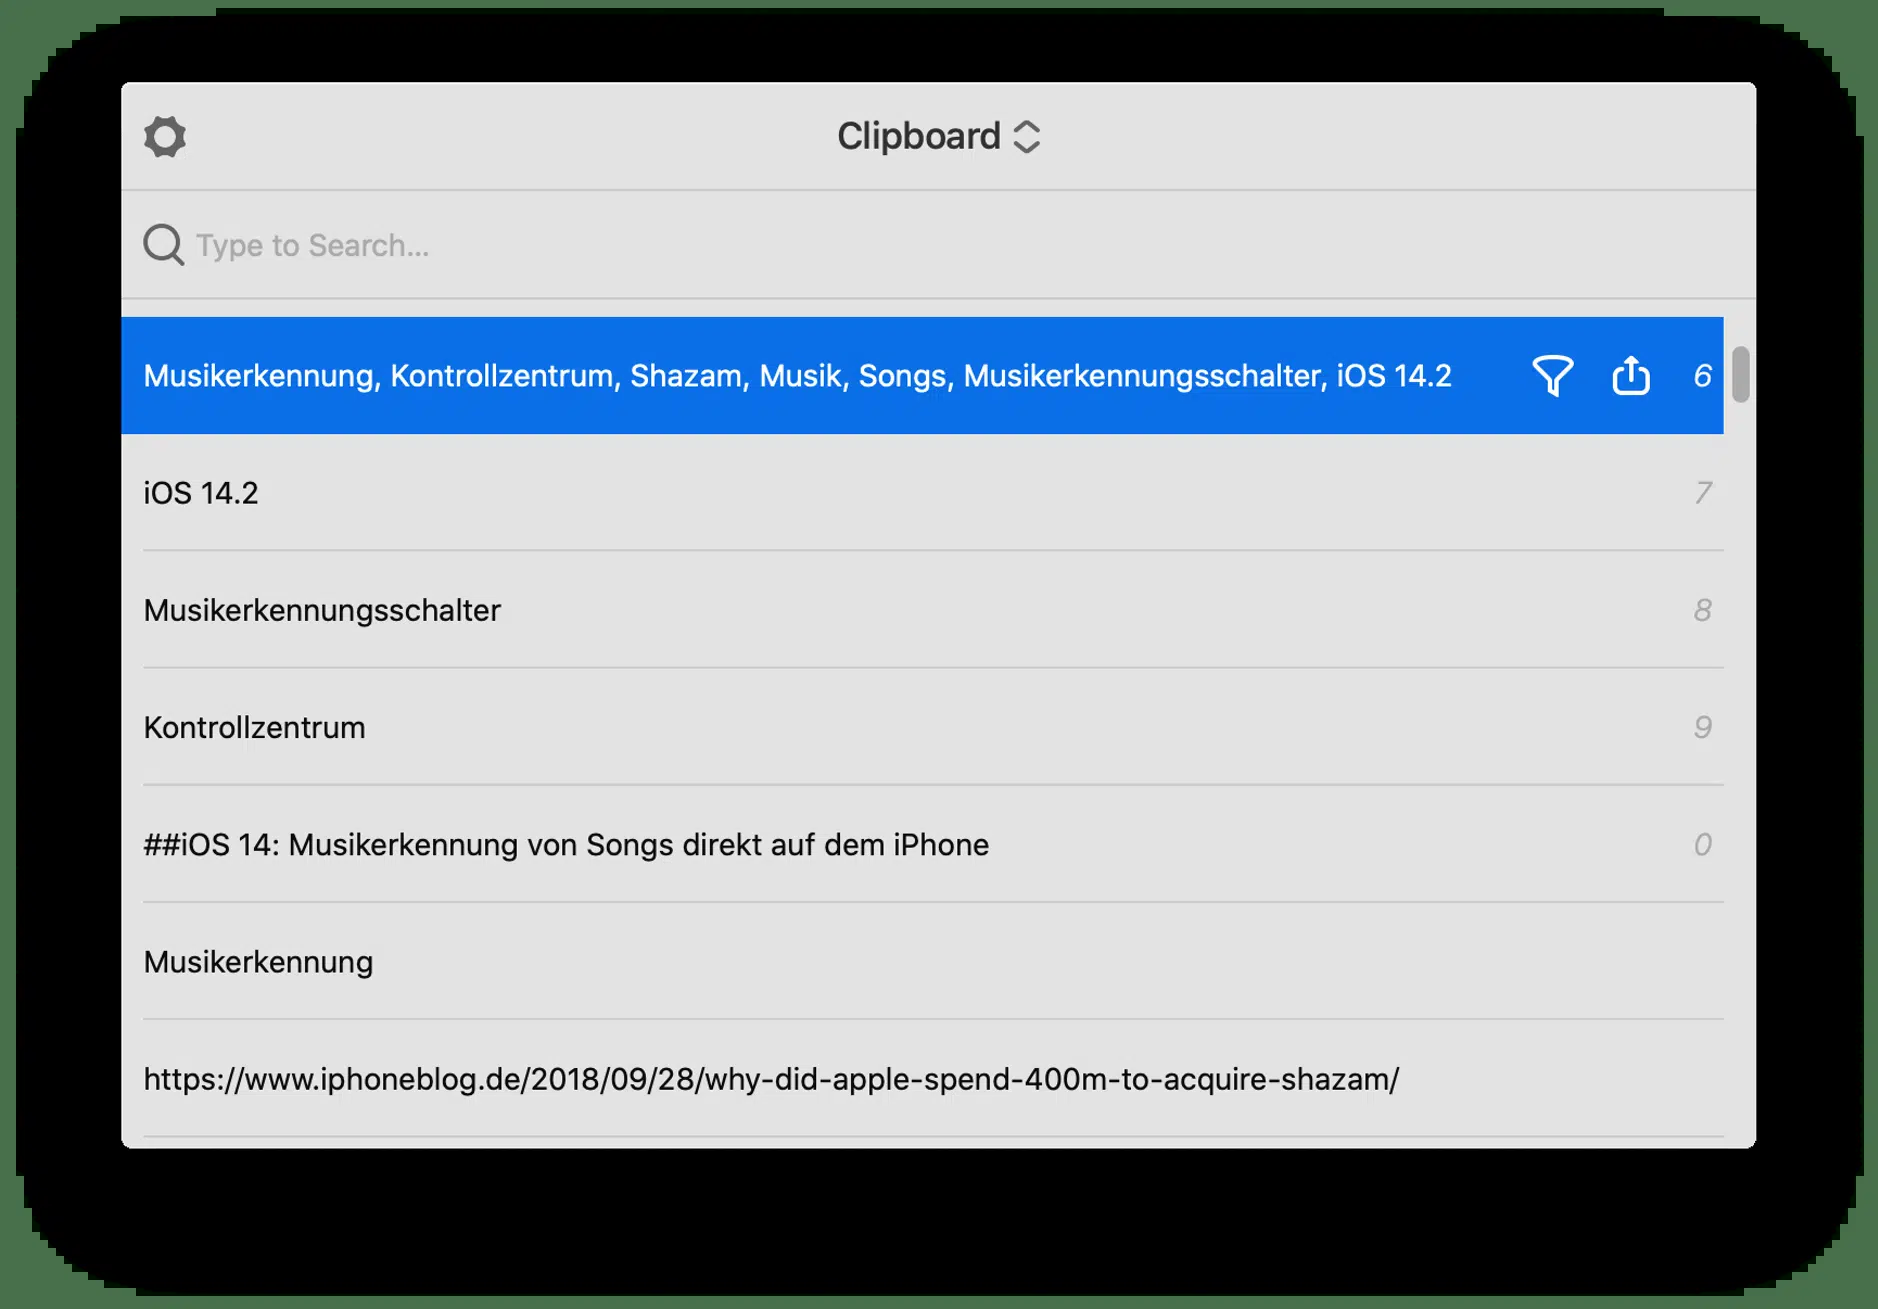 Clipboard
Type to Search...
Musikerkennung, Kontrollzentrum, Shazam, Musik, Songs, Musikerkennungsschalter, iOS 14.2 6
iOS 14.2 7
Musikerkennungsschalter 8
Kontrollzentrum 9
##iOS 14: Musikerkennung von Songs direkt auf dem iPhone 0
Musikerkennung
https://www.iphoneblog.de/2018/09/28/why-did-apple-spend-400m-to-acquire-shazam/